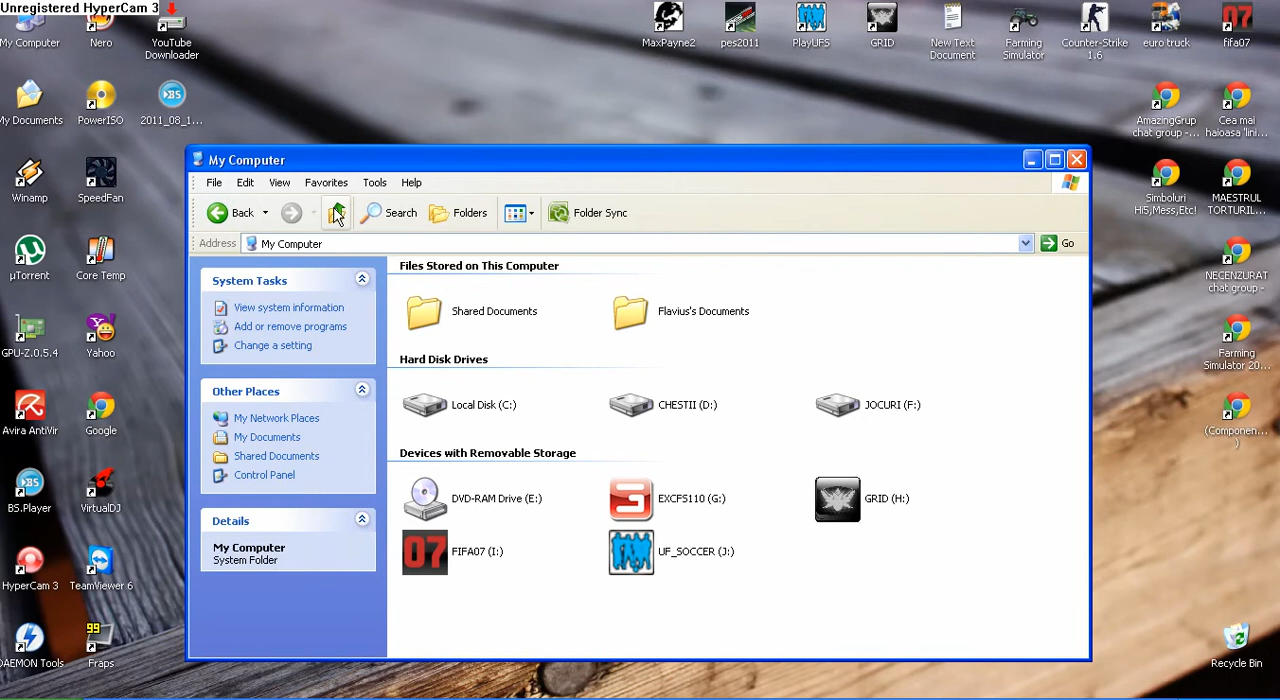 Unregistered HyperCam 3
My Computer
Nero
YouTube
Downloader
MaxPayne2
pes2011
PlayUFS
GRID
New Text
Document
Farming
Simulator
Counter-Strike
1.6
euro truck
fifa07
My Documents
PowerISO
2011_08_1...
AmazingGrup
chat group -...
Cea mai
haioasa 'lini...
Winamp
SpeedFan
Simboluri
Hi5,Mess,Etc!
MAESTRUL
TORTURII,...
µTorrent
Core Temp
NECENZURAT
chat group -
GPU-Z.0.5.4
Yahoo
Farming
Simulator 20...
Avira AntiVir
Google
(Componen...
)
BS.Player
VirtualDJ
HyperCam 3
TeamViewer 6
DAEMON Tools
99
Fraps
Recycle Bin
My Computer
File Edit View Favorites Tools Help
Back Search Folders Folder Sync
Address My Computer Go
System Tasks
View system information
Add or remove programs
Change a setting
Other Places
My Network Places
My Documents
Shared Documents
Control Panel
Details
My Computer
System Folder
Files Stored on This Computer
Shared Documents Flavius's Documents
Hard Disk Drives
Local Disk (C:) CHESTII (D:) JOCURI (F:)
Devices with Removable Storage
DVD-RAM Drive (E:) EXCFS110 (G:) GRID (H:)
07 FIFA07 (I:) UF_SOCCER (J:)